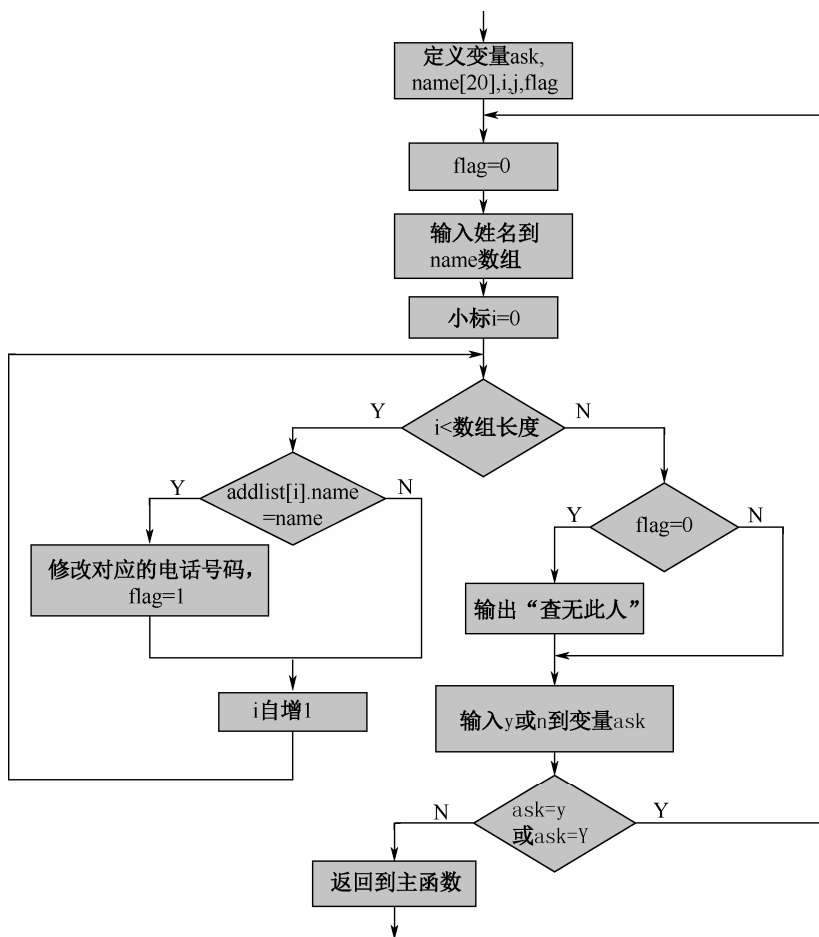 定义变量ask,
name[20],i,j,flag
flag=0
输入姓名到
name数组
小标i=0
i<数组长度
Y
N
addlist[i].name
=name
Y
N
修改对应的电话号码，
flag=1
i自增1
flag=0
Y
N
输出“查无此人”
输入y或n到变量ask
ask=y
或ask=Y
N
Y
返回到主函数